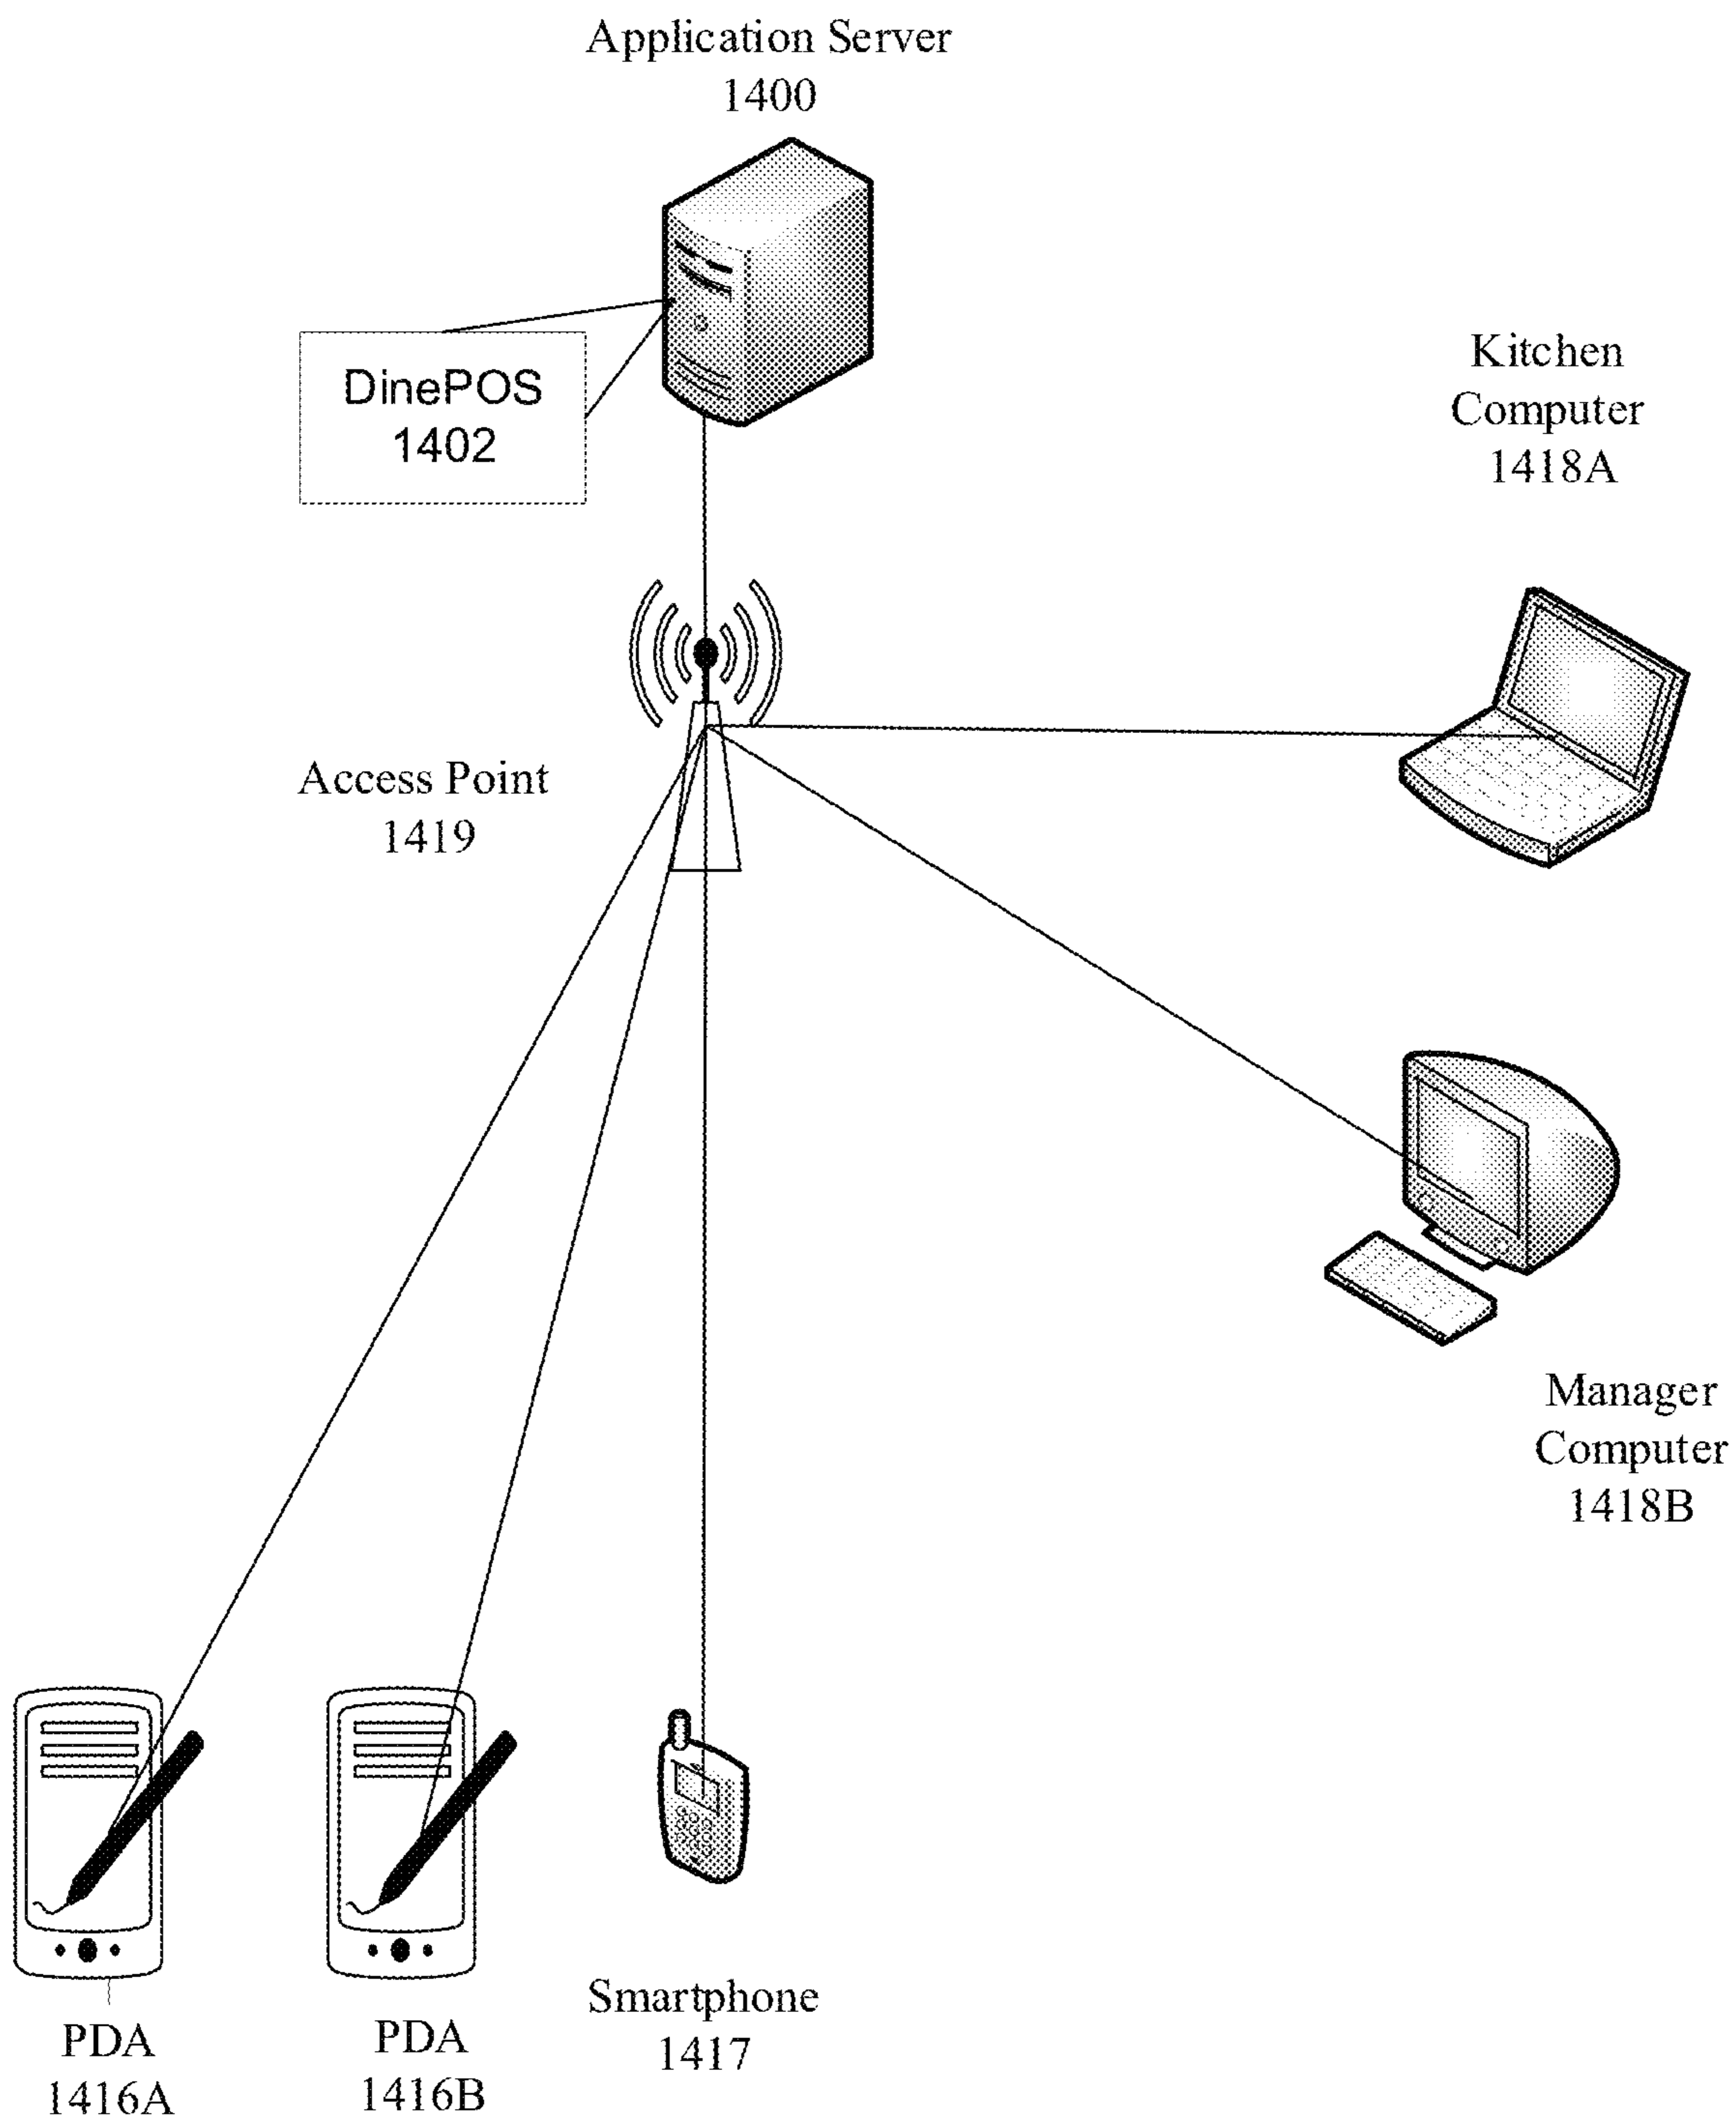 Application Server
1400
DinePOS
1402
Kitchen
Computer
1418A
Access Point
1419
Manager
Computer
1418B
PDA
1416A
PDA
1416B
Smartphone
1417